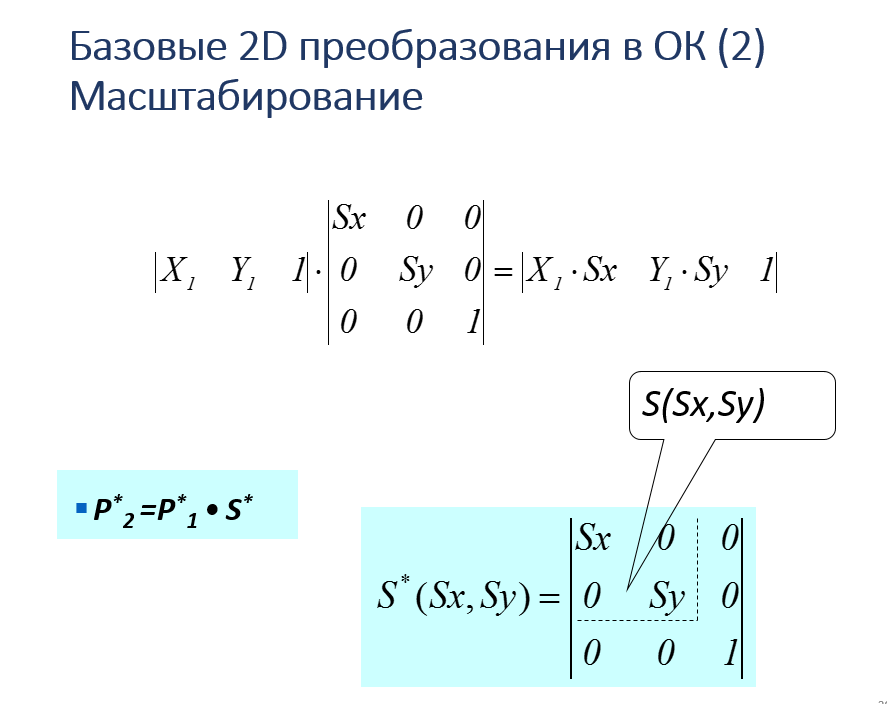 Базовые 2D преобразования в ОК (2)
Масштабирование
Sx 0 0
|X₁ Y₁ 1| · 0 Sy 0 = |X₁ · Sx Y₁ · Sy 1|
0 0 1
S(Sx,Sy)
▪ P*₂ =P*₁ • S*
Sx 0 0
S*(Sx, Sy) = 0 Sy 0
0 0 1